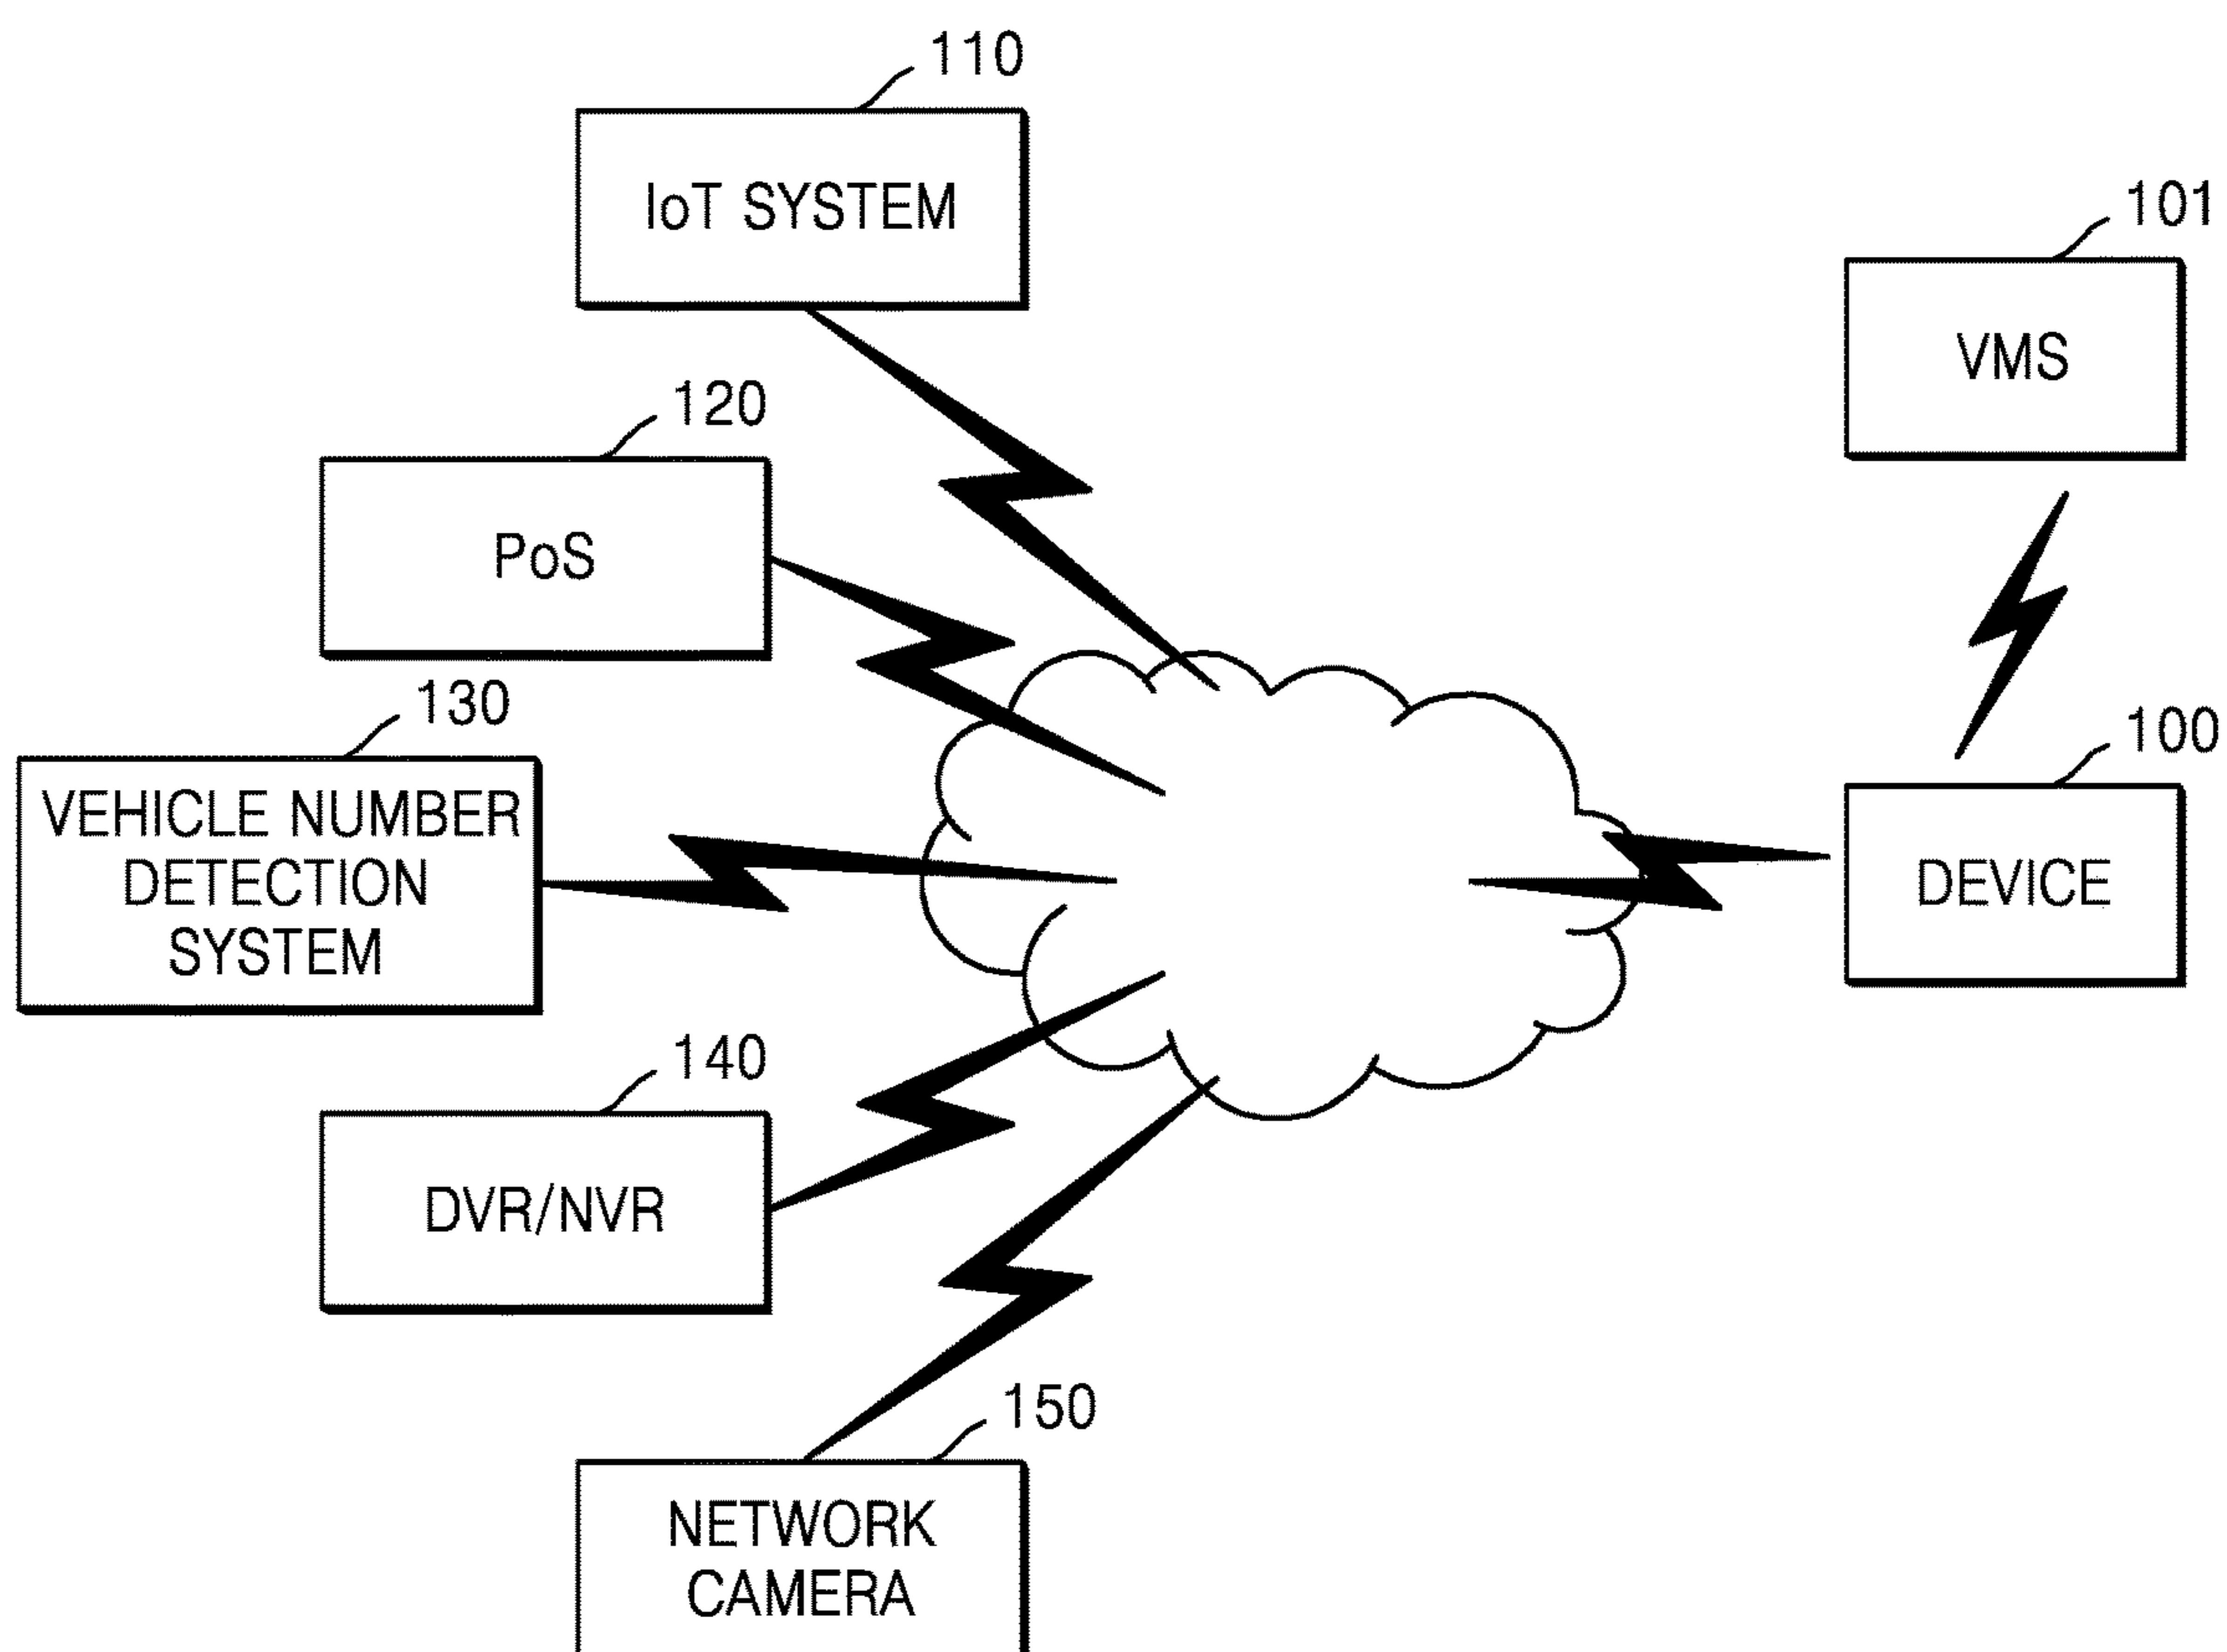 110
IoT SYSTEM
101
VMS
120
PoS
130
VEHICLE NUMBER
DETECTION
SYSTEM
100
DEVICE
140
DVR/NVR
150
NETWORK
CAMERA